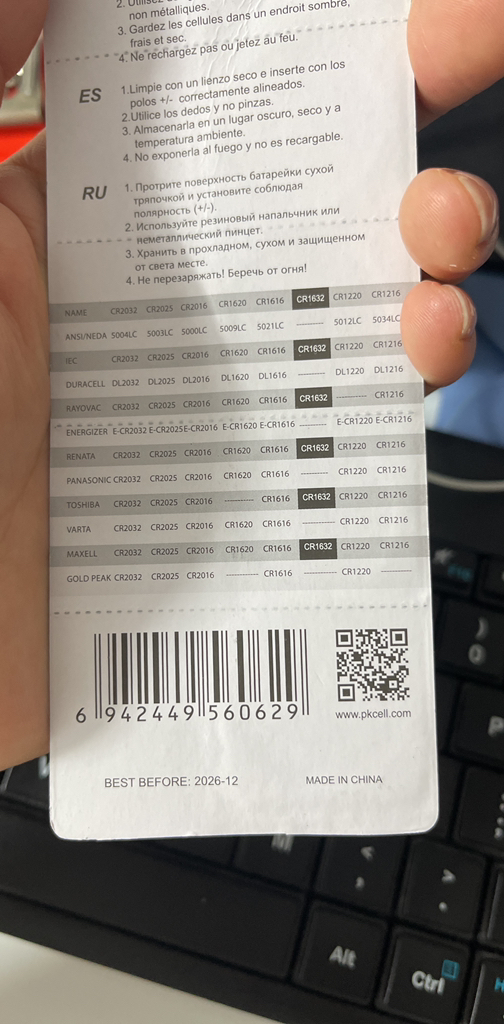 2. Utilisez
non métalliques.
3. Gardez les cellules dans un endroit sombre,
frais et sec.
4. Ne rechargez pas ou jetez au feu.
ES
1.Limpie con un lienzo seco e inserte con los
polos +/- correctamente alineados.
2.Utilice los dedos y no pinzas.
3. Almacenarla en un lugar oscuro, seco y a
temperatura ambiente.
4. No exponerla al fuego y no es recargable.
RU
1. Протрите поверхность батарейки сухой
тряпочкой и установите соблюдая
полярность (+/-).
2. Используйте резиновый напальчник или
неметаллический пинцет.
3. Хранить в прохладном, сухом и защищенном
от света месте.
4. Не перезаряжать! Беречь от огня!
NAME CR2032 CR2025 CR2016 CR1620 CR1616 CR1632 CR1220 CR1216
ANSI/NEDA 5004LC 5003LC 5000LC 5009LC 5021LC ---------- 5012LC 5034LC
IEC CR2032 CR2025 CR2016 CR1620 CR1616 CR1632 CR1220 CR1216
DURACELL DL2032 DL2025 DL2016 DL1620 DL1616 ---------- DL1220 DL1216
RAYOVAC CR2032 CR2025 CR2016 CR1620 CR1616 CR1632 ---------- CR1216
ENERGIZER E-CR2032 E-CR2025 E-CR2016 E-CR1620 E-CR1616 ---------- E-CR1220 E-CR1216
RENATA CR2032 CR2025 CR2016 CR1620 CR1616 CR1632 CR1220 CR1216
PANASONIC CR2032 CR2025 CR2016 CR1620 CR1616 ---------- CR1220 CR1216
TOSHIBA CR2032 CR2025 CR2016 ---------- CR1616 CR1632 CR1220 CR1216
VARTA CR2032 CR2025 CR2016 CR1620 CR1616 ---------- CR1220 CR1216
MAXELL CR2032 CR2025 CR2016 CR1620 CR1616 CR1632 CR1220 CR1216
GOLD PEAK CR2032 CR2025 CR2016 ---------- CR1616 ---------- CR1220 ----------
6 942449 560629
www.pkcell.com
BEST BEFORE: 2026-12
MADE IN CHINA
)
0
P
M
<
,
>
.
Alt
Ctrl
H